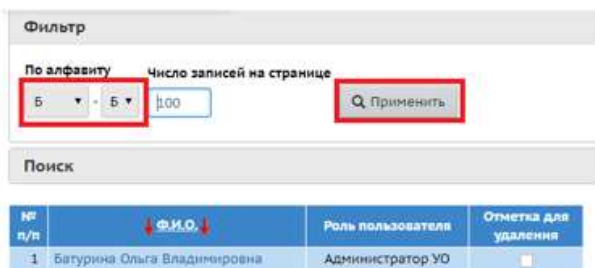 Фильтр
По алфавиту Число записей на странице
Б - Б 100 Применить
Поиск
№ п/п Ф.И.О. Роль пользователя Отметка для удаления
1 Батурина Ольга Владимировна Администратор УО